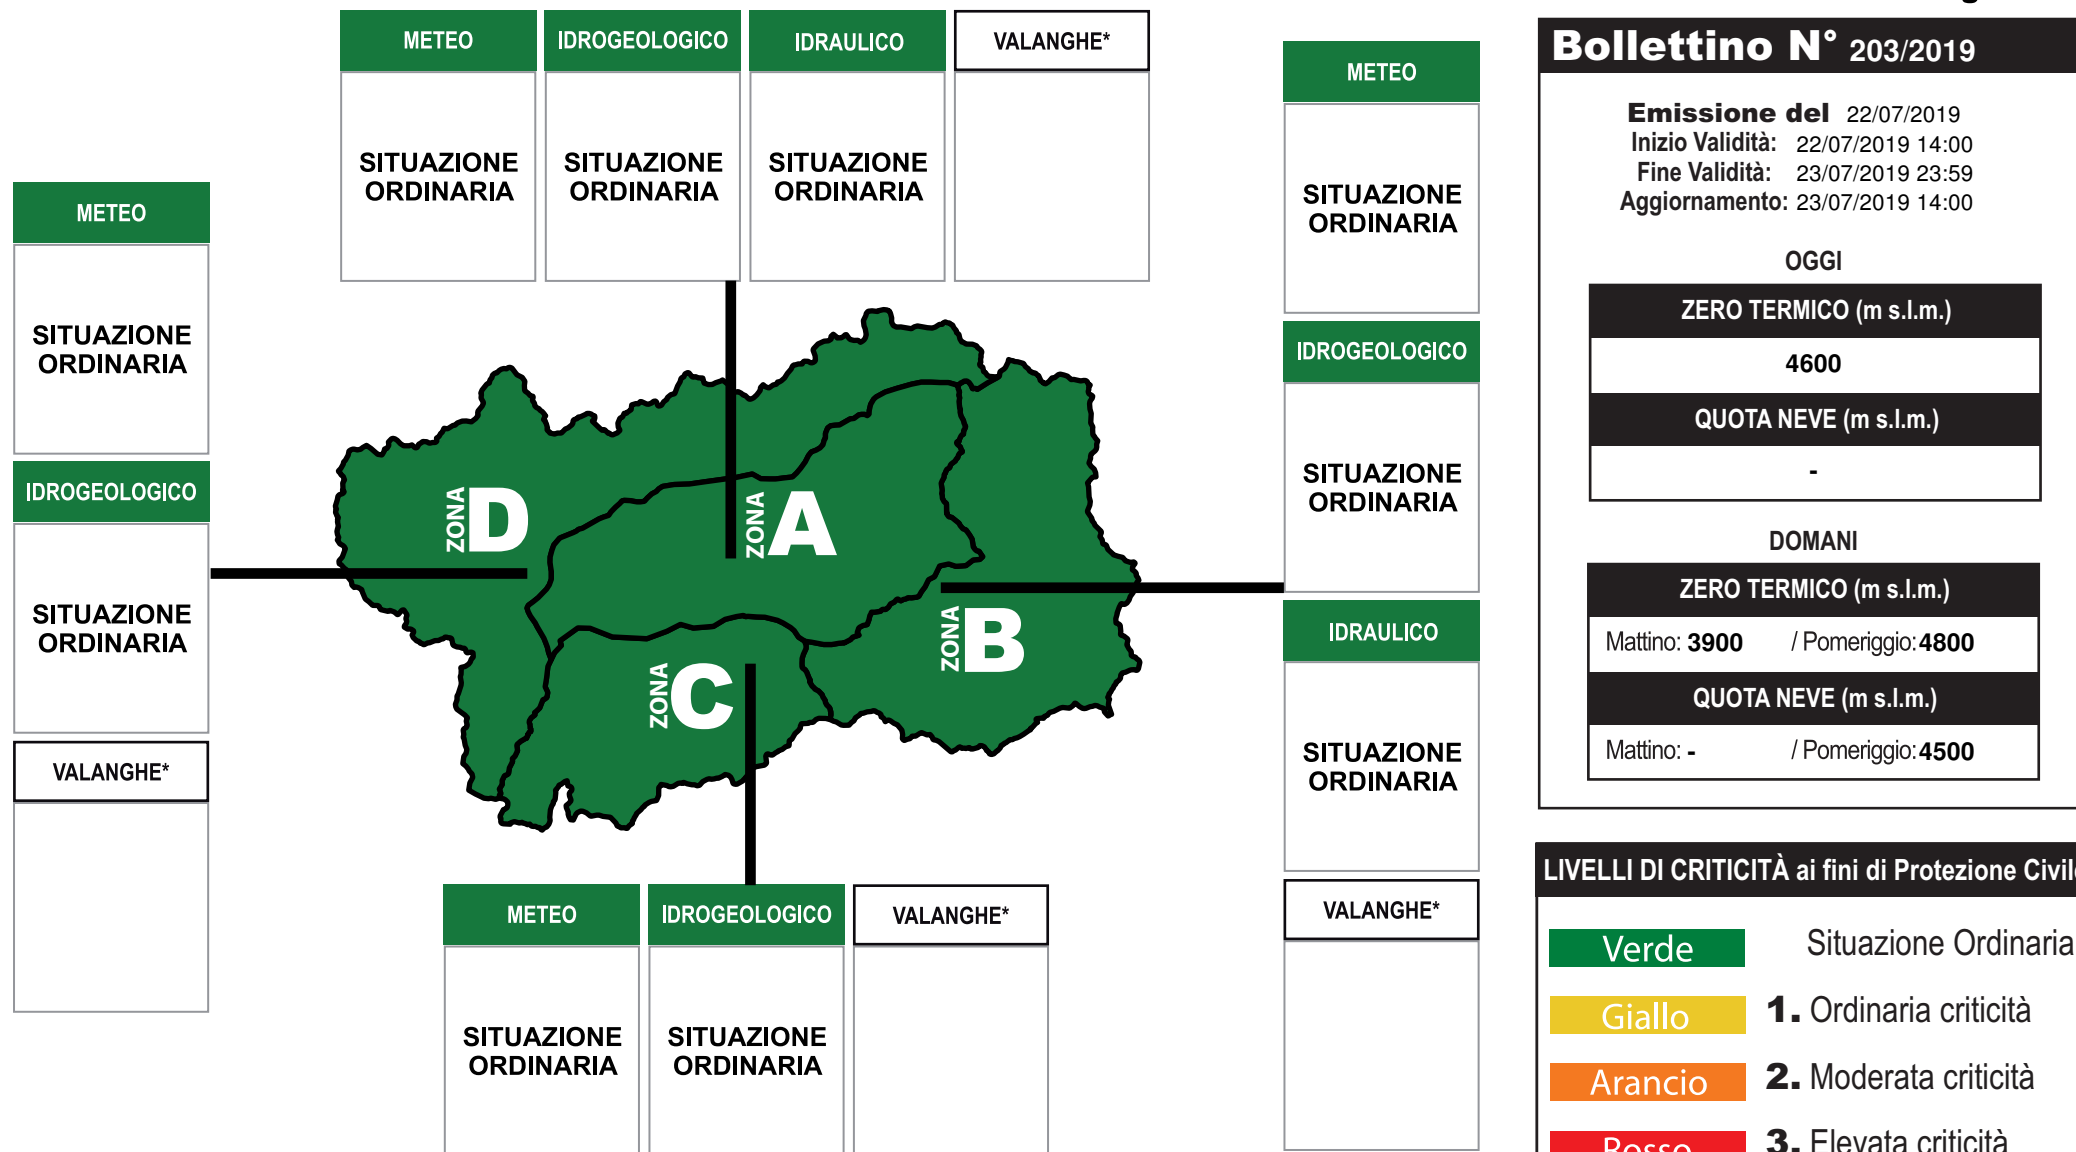 METEO
IDROGEOLOGICO
IDRAULICO
VALANGHE*
SITUAZIONE
ORDINARIA
SITUAZIONE
ORDINARIA
SITUAZIONE
ORDINARIA
METEO
SITUAZIONE
ORDINARIA
IDROGEOLOGICO
SITUAZIONE
ORDINARIA
VALANGHE*
ZONA D
ZONA A
ZONA B
ZONA C
METEO
SITUAZIONE
ORDINARIA
IDROGEOLOGICO
SITUAZIONE
ORDINARIA
IDRAULICO
SITUAZIONE
ORDINARIA
VALANGHE*
METEO
IDROGEOLOGICO
VALANGHE*
SITUAZIONE
ORDINARIA
SITUAZIONE
ORDINARIA
Bollettino N° 203/2019
Emissione del 22/07/2019
Inizio Validità: 22/07/2019 14:00
Fine Validità: 23/07/2019 23:59
Aggiornamento: 23/07/2019 14:00
OGGI
ZERO TERMICO (m s.l.m.)
4600
QUOTA NEVE (m s.l.m.)
-
DOMANI
ZERO TERMICO (m s.l.m.)
Mattino: 3900 / Pomeriggio: 4800
QUOTA NEVE (m s.l.m.)
Mattino: - / Pomeriggio: 4500
LIVELLI DI CRITICITÀ ai fini di Protezione Civile
Verde Situazione Ordinaria
Giallo 1. Ordinaria criticità
Arancio 2. Moderata criticità
Rosso 3. Elevata criticità